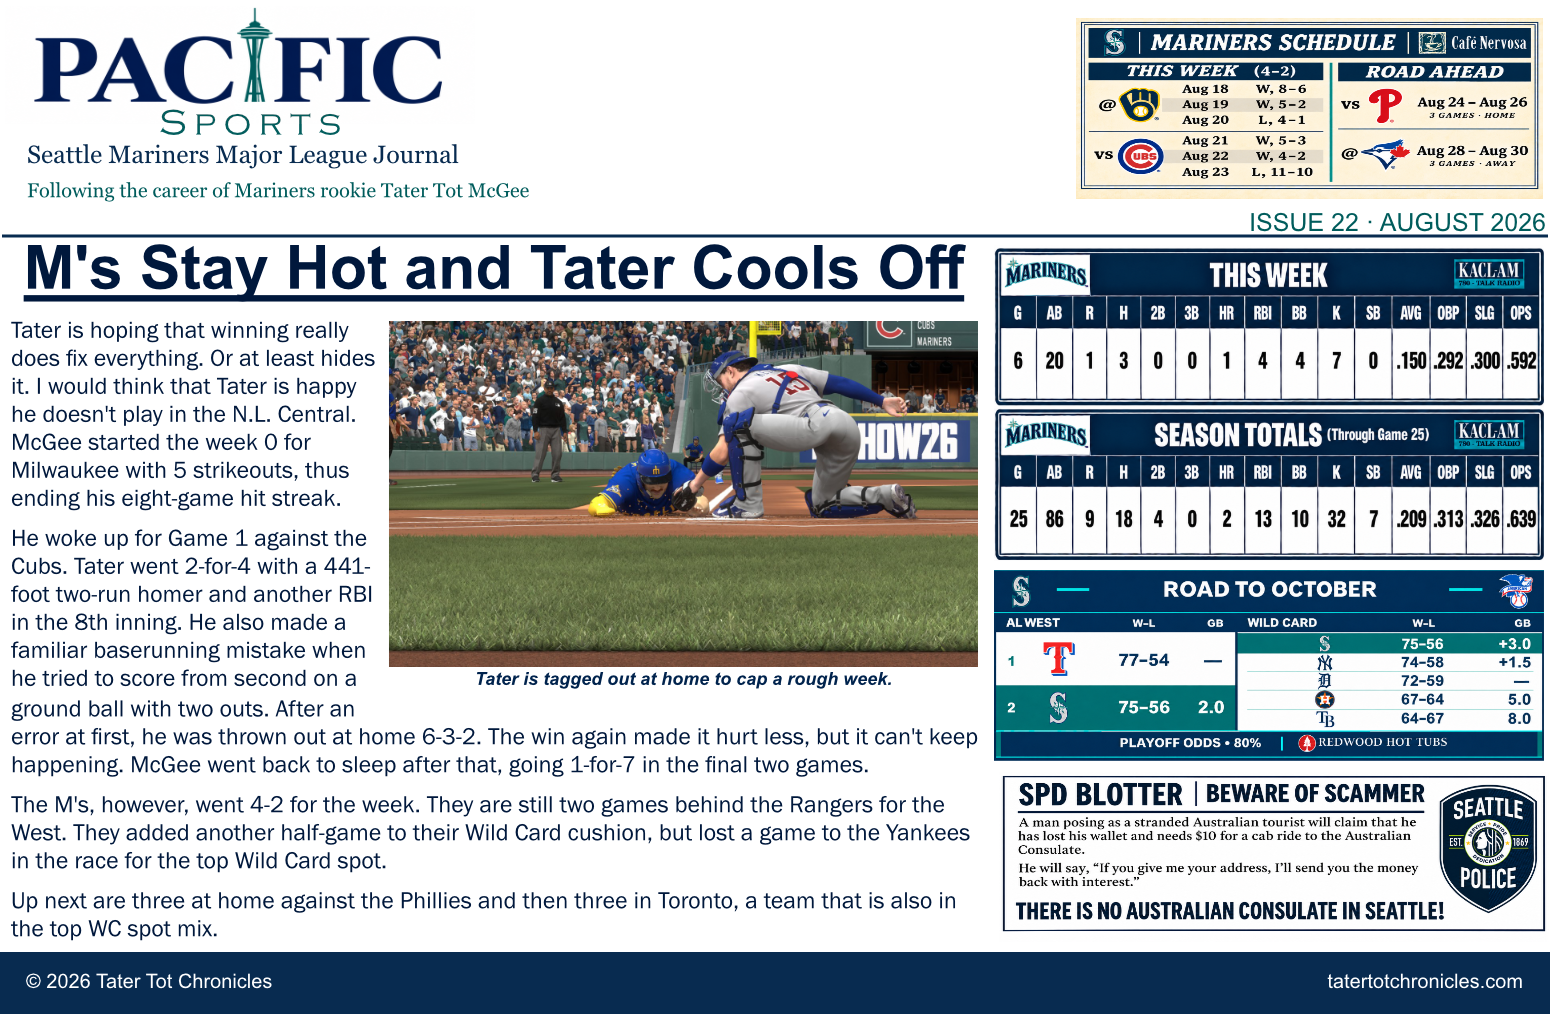 PACIFIC
SPORTS
Seattle Mariners Major League Journal
Following the career of Mariners rookie Tater Tot McGee
MARINERS SCHEDULE | Café Nervosa
THIS WEEK (4–2)
@ Aug 18 W, 8–6
Aug 19 W, 5–2
Aug 20 L, 4–1
vs CUBS Aug 21 W, 5–3
Aug 22 W, 4–2
Aug 23 L, 11–10
ROAD AHEAD
vs P Aug 24 – Aug 26
3 GAMES · HOME
@ Aug 28 – Aug 30
3 GAMES · AWAY
ISSUE 22 · AUGUST 2026
M's Stay Hot and Tater Cools Off
Tater is hoping that winning really
does fix everything. Or at least hides
it. I would think that Tater is happy
he doesn't play in the N.L. Central.
McGee started the week 0 for
Milwaukee with 5 strikeouts, thus
ending his eight-game hit streak.
He woke up for Game 1 against the
Cubs. Tater went 2-for-4 with a 441-
foot two-run homer and another RBI
in the 8th inning. He also made a
familiar baserunning mistake when
he tried to score from second on a
ground ball with two outs. After an
error at first, he was thrown out at home 6-3-2. The win again made it hurt less, but it can't keep
happening. McGee went back to sleep after that, going 1-for-7 in the final two games.
The M's, however, went 4-2 for the week. They are still two games behind the Rangers for the
West. They added another half-game to their Wild Card cushion, but lost a game to the Yankees
in the race for the top Wild Card spot.
Up next are three at home against the Phillies and then three in Toronto, a team that is also in
the top WC spot mix.
C CUBS
MARINERS
15
HOW26
Tater is tagged out at home to cap a rough week.
MARINERS THIS WEEK KACL AM
780 · TALK RADIO
G AB R H 2B 3B HR RBI BB K SB AVG OBP SLG OPS
6 20 1 3 0 0 1 4 4 7 0 .150 .292 .300 .592
MARINERS SEASON TOTALS (Through Game 25) KACL AM
780 · TALK RADIO
G AB R H 2B 3B HR RBI BB K SB AVG OBP SLG OPS
25 86 9 18 4 0 2 13 10 32 7 .209 .313 .326 .639
S ROAD TO OCTOBER
AL WEST W–L GB
1 T 77–54 —
2 S 75–56 2.0
WILD CARD W–L GB
S 75–56 +3.0
NY 74–58 +1.5
D 72–59 —
H 67–64 5.0
TB 64–67 8.0
PLAYOFF ODDS • 80% | REDWOOD HOT TUBS
SPD BLOTTER | BEWARE OF SCAMMER
A man posing as a stranded Australian tourist will claim that he
has lost his wallet and needs $10 for a cab ride to the Australian
Consulate.
He will say, “If you give me your address, I’ll send you the money
back with interest.”
THERE IS NO AUSTRALIAN CONSULATE IN SEATTLE!
SEATTLE
EST. 1869
SERVICE · PRIDE
DEDICATION
POLICE
© 2026 Tater Tot Chronicles
tatertotchronicles.com